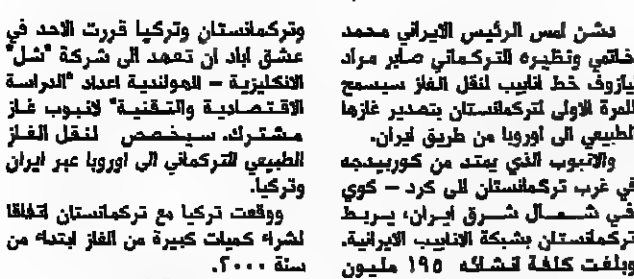 دشن امس الرئيس الايراني محمد
خاتمي ونظيره التركماني صابر مراد
نيازوف خط انابيب لنقل الغاز سيسمح
للمرة الاولى لتركمانستان بتصدير غازها
الطبيعي الى اوروبا من طريق ايران.
والانبوب الذي يمتد من كوربيدجه
في غرب تركمانستان الى كرد – كوي
في شمال شرق ايران، يربط
تركمانستان بشبكة الانابيب الايرانية.
وبلغت كلفة انشائه ١٩٥ مليون
وتركمانستان وتركيا قررت الاحد في
عشق اباد ان تعهد الى شركة "شل"
الانكليزية – الهولندية اعداد "الدراسة
الاقتصادية والتقنية" لانبوب غاز
مشترك. سيخصص لنقل الغاز
الطبيعي التركماني الى اوروبا عبر ايران
وتركيا.
ووقعت تركيا مع تركمانستان اتفاقا
لشراء كميات كبيرة من الغاز ابتداء من
سنة ٢٠٠٠.